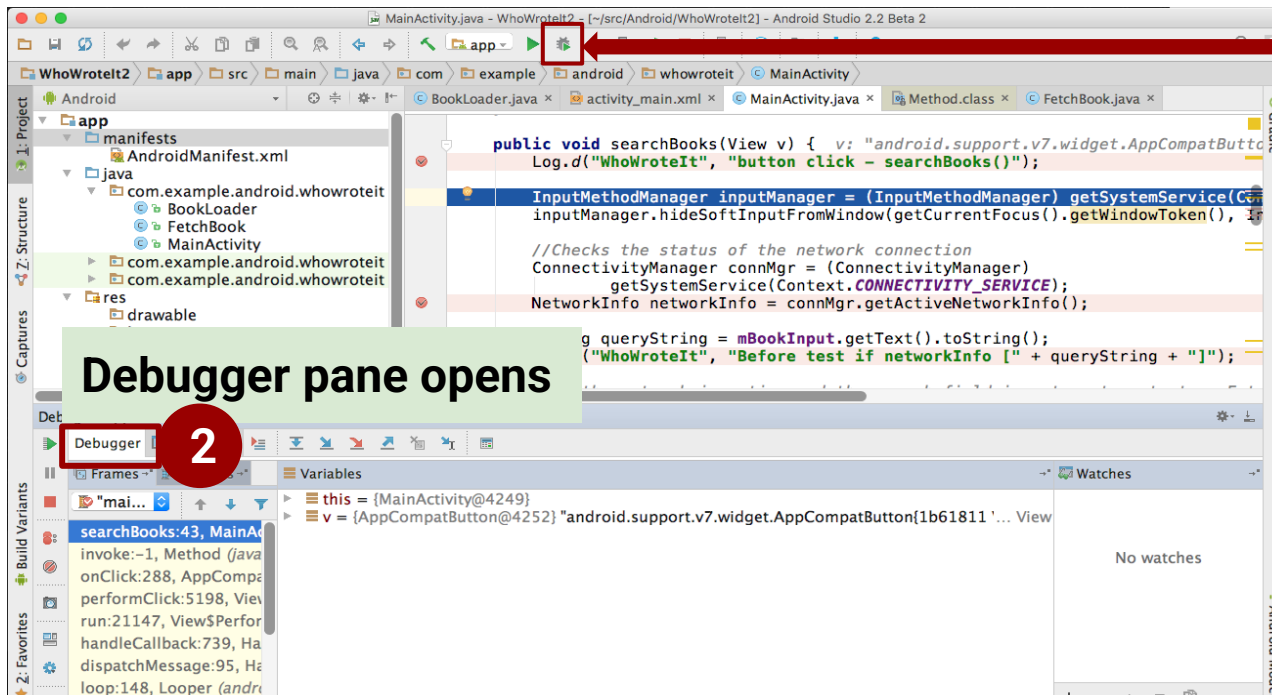 MainActivity.java - WhoWroteIt2 - [~/src/Android/WhoWroteIt2] - Android Studio 2.2 Beta 2
app
WhoWroteIt2 app src main java com example android whowroteit MainActivity
Android
BookLoader.java × activity_main.xml × MainActivity.java × Method.class × FetchBook.java ×
1: Project
Z: Structure
Captures
Build Variants
2: Favorites
app
manifests
AndroidManifest.xml
java
com.example.android.whowroteit
BookLoader
FetchBook
MainActivity
com.example.android.whowroteit
com.example.android.whowroteit
res
drawable
public void searchBooks(View v) { v: "android.support.v7.widget.AppCompatButto
Log.d("WhoWroteIt", "button click – searchBooks()");
InputMethodManager inputManager = (InputMethodManager) getSystemService(Con
inputManager.hideSoftInputFromWindow(getCurrentFocus().getWindowToken(), In
//Checks the status of the network connection
ConnectivityManager connMgr = (ConnectivityManager)
getSystemService(Context.CONNECTIVITY_SERVICE);
NetworkInfo networkInfo = connMgr.getActiveNetworkInfo();
g queryString = mBookInput.getText().toString();
("WhoWroteIt", "Before test if networkInfo [" + queryString + "]");
Debugger pane opens
2
Deb
Debugger
Frames
Variables
Watches
"mai...
this = {MainActivity@4249}
v = {AppCompatButton@4252} "android.support.v7.widget.AppCompatButton{1b61811 '... View
No watches
searchBooks:43, MainAc
invoke:–1, Method (java
onClick:288, AppCompa
performClick:5198, View
run:21147, View$Perfor
handleCallback:739, Ha
dispatchMessage:95, Ha
loop:148, Looper (andro